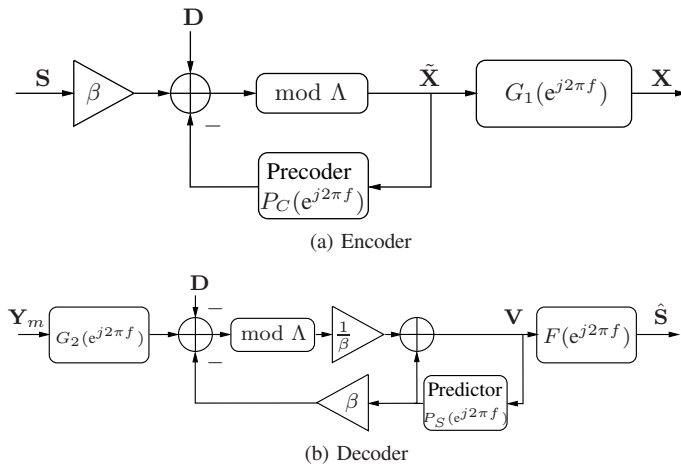 D
S
β
mod Λ
X̃
G₁(e^{j2πf})
X
−
Precoder
P_C(e^{j2πf})
(a) Encoder
D
Y_m
G₂(e^{j2πf})
−
mod Λ
1/β
V
F(e^{j2πf})
Ŝ
−
β
Predictor
P_S(e^{j2πf})
(b) Decoder